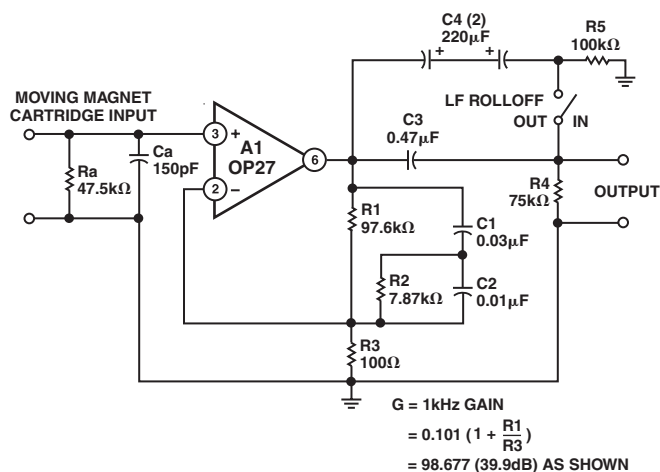 C4 (2)
220μF
+ +
R5
100kΩ
MOVING MAGNET
CARTRIDGE INPUT
LF ROLLOFF
OUT IN
C3
0.47μF
3 +
A1
OP27
6
2 –
Ra
47.5kΩ
Ca
150pF
R4
75kΩ
OUTPUT
R1
97.6kΩ
C1
0.03μF
R2
7.87kΩ
C2
0.01μF
R3
100Ω
G = 1kHz GAIN
= 0.101 ( 1 + R1
R3 )
= 98.677 (39.9dB) AS SHOWN